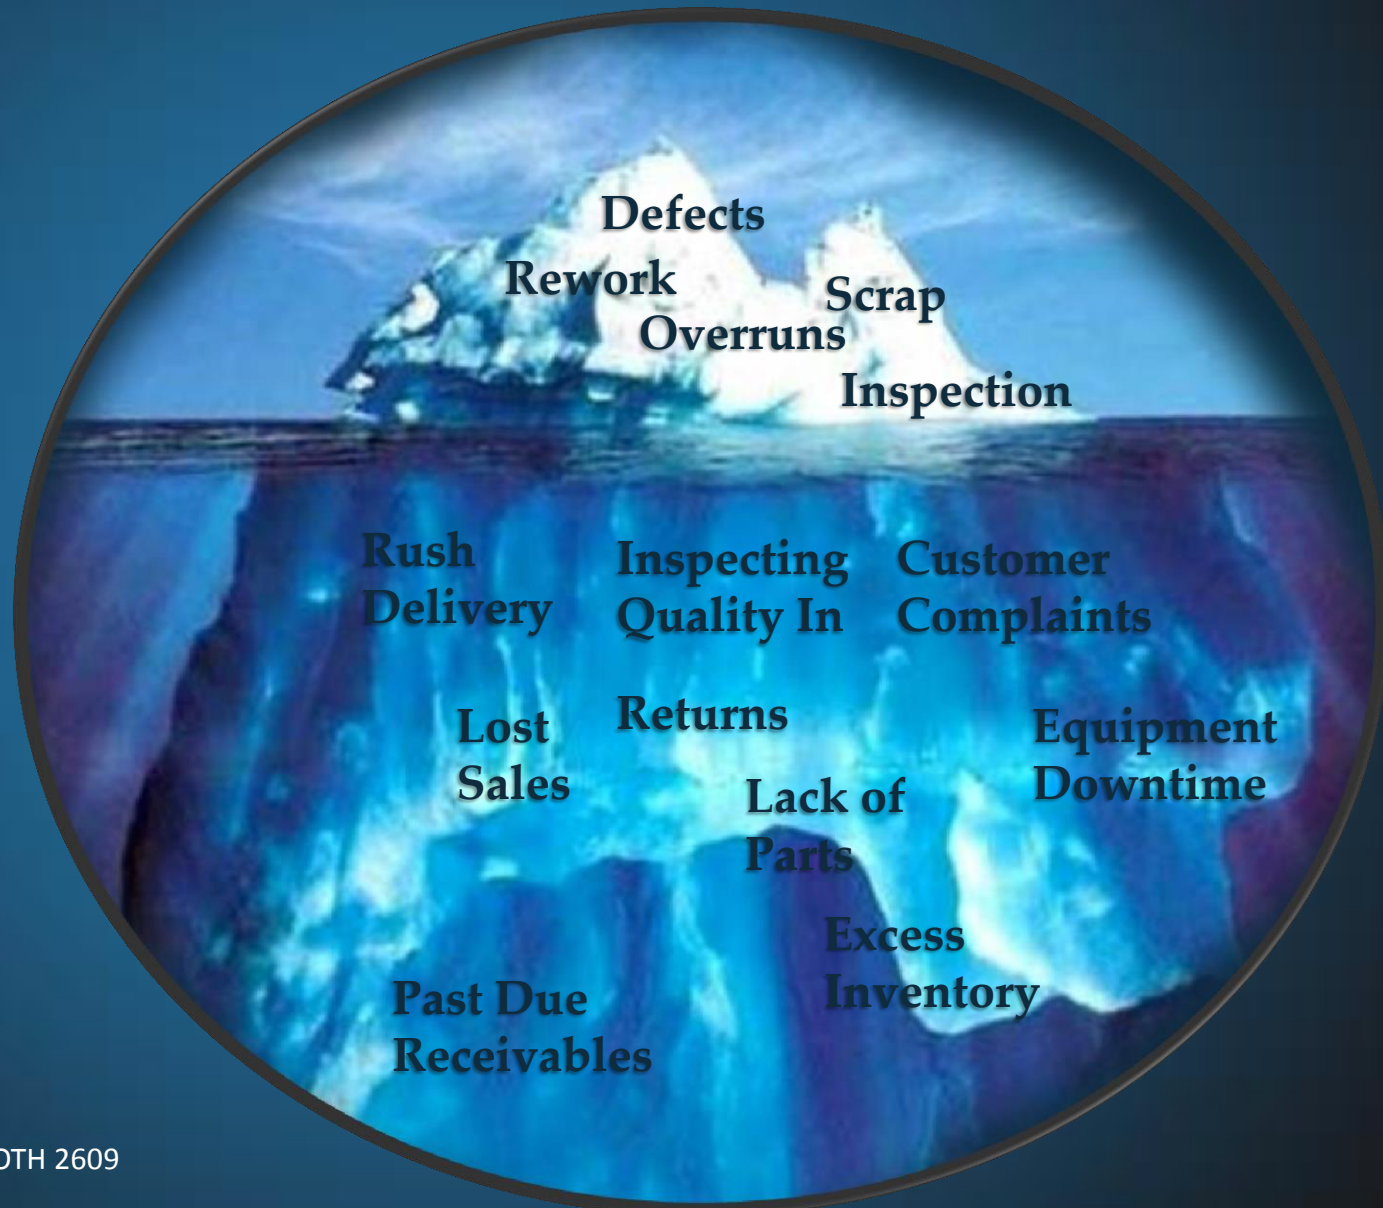 Defects
Rework
Scrap
Overruns
Inspection
Rush
Delivery
Inspecting
Quality In
Customer
Complaints
Lost
Sales
Returns
Equipment
Downtime
Lack of
Parts
Excess
Inventory
Past Due
Receivables
OTH 2609